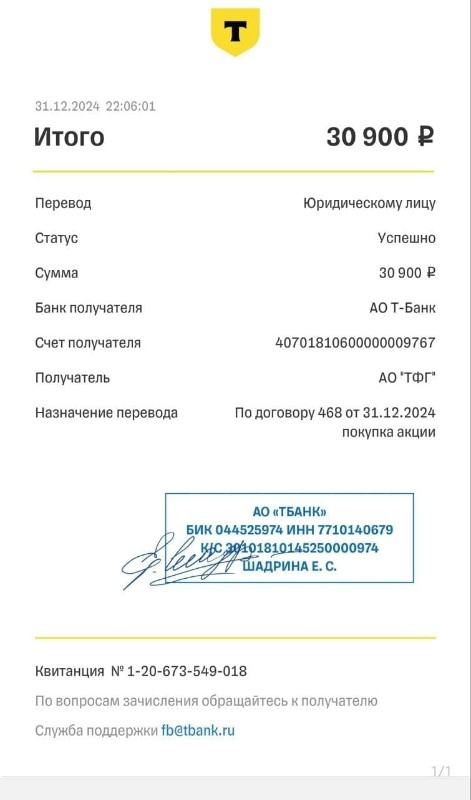 Т
31.12.2024 22:06:01
Итого 30 900 ₽
Перевод Юридическому лицу
Статус Успешно
Сумма 30 900 ₽
Банк получателя АО Т-Банк
Счет получателя 40701810600000009767
Получатель АО "ТФГ"
Назначение перевода По договору 468 от 31.12.2024
покупка акции
АО «ТБАНК»
БИК 044525974 ИНН 7710140679
К/С 30101810145250000974
ШАДРИНА Е. С.
Квитанция № 1-20-673-549-018
По вопросам зачисления обращайтесь к получателю
Служба поддержки fb@tbank.ru
1/1